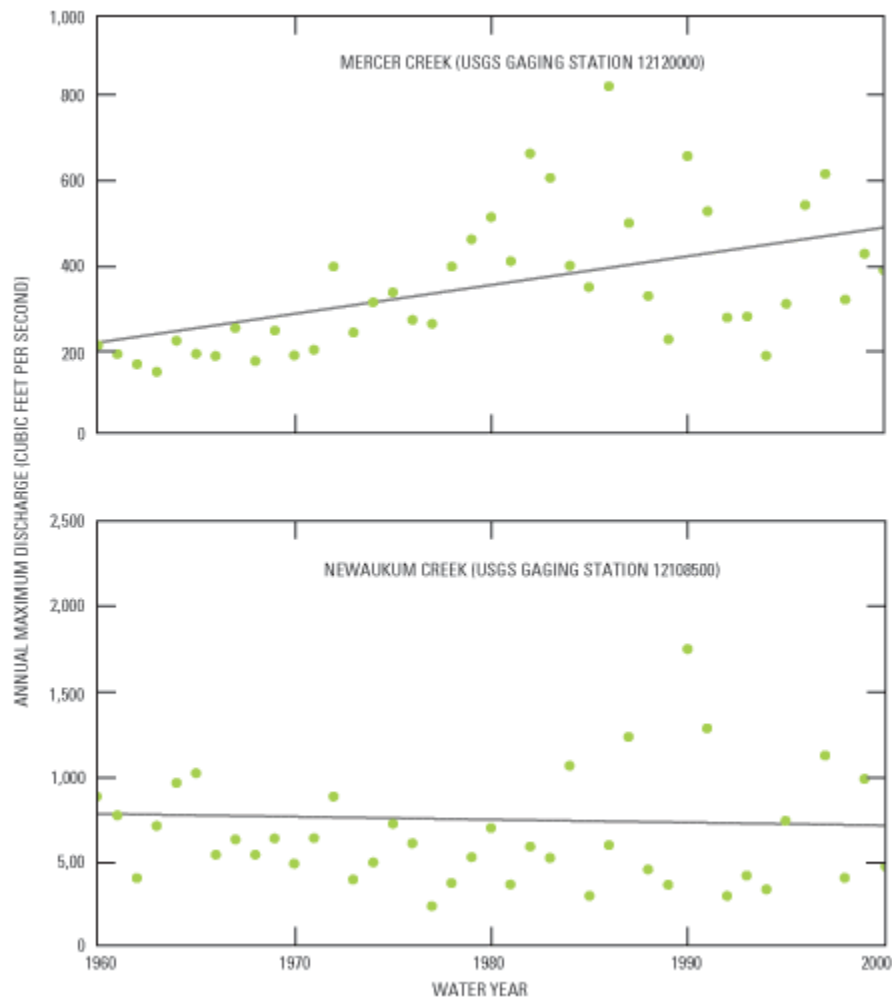 1,000
MERCER CREEK (USGS GAGING STATION 12120000)
800
600
400
200
0
ANNUAL MAXIMUM DISCHARGE (CUBIC FEET PER SECOND)
2,500
NEWAUKUM CREEK (USGS GAGING STATION 12108500)
2,000
1,500
1,000
5,00
0
1960 1970 1980 1990 2000
WATER YEAR